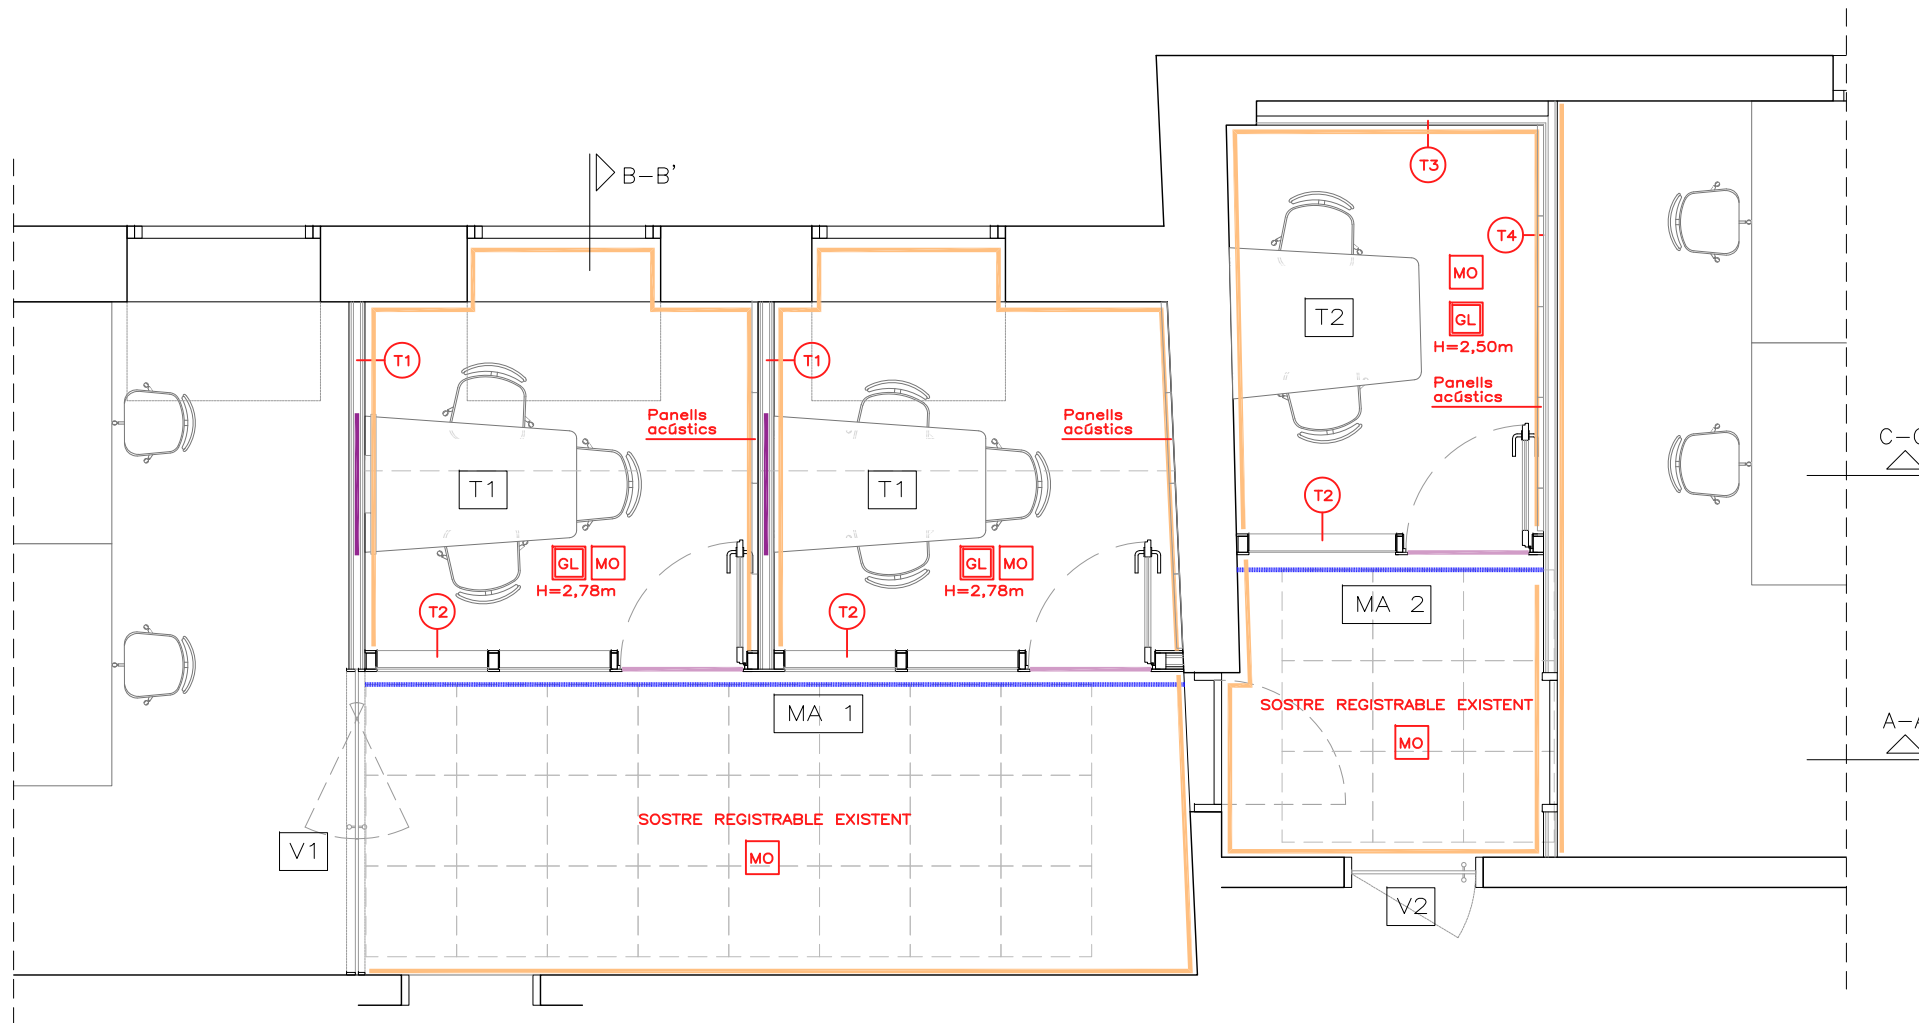 B-B'
T3
T4
MO
T2
GL
H=2,50m
T1
T1
Panells
acústics
Panells
acústics
Panells
acústics
C-C
T1
T1
T2
GL
MO
H=2,78m
GL
MO
H=2,78m
T2
T2
MA 2
MA 1
SOSTRE REGISTRABLE EXISTENT
MO
A-A
SOSTRE REGISTRABLE EXISTENT
MO
V1
V2